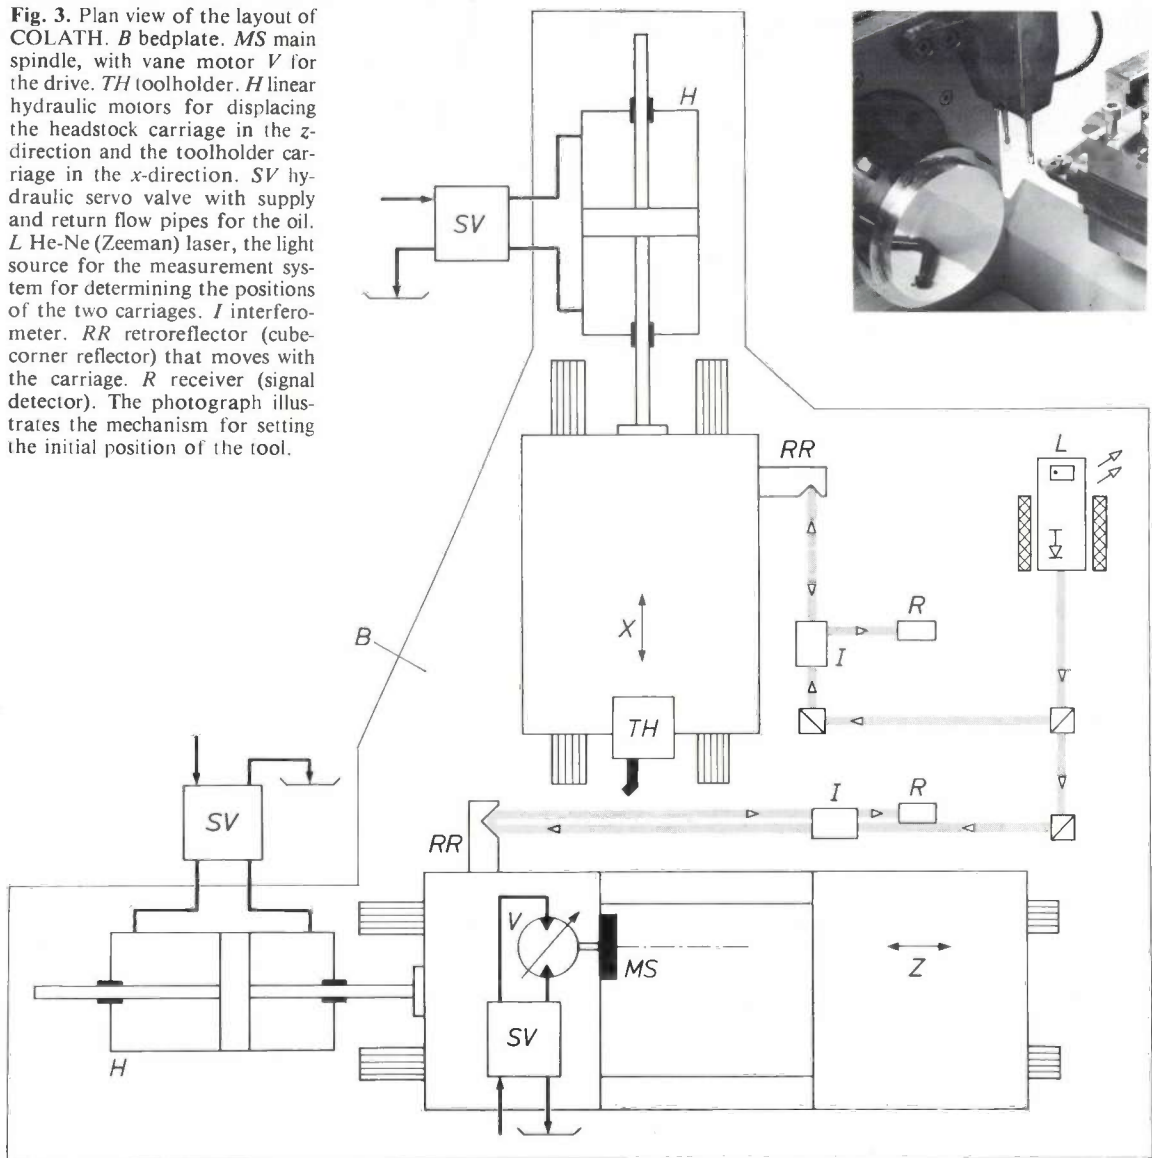 Fig. 3. Plan view of the layout of
COLATH. B bedplate. MS main
spindle, with vane motor V for
the drive. TH toolholder. H linear
hydraulic motors for displacing
the headstock carriage in the z-
direction and the toolholder car-
riage in the x-direction. SV hy-
draulic servo valve with supply
and return flow pipes for the oil.
L He-Ne (Zeeman) laser, the light
source for the measurement sys-
tem for determining the positions
of the two carriages. I interfero-
meter. RR retroreflector (cube-
corner reflector) that moves with
the carriage. R receiver (signal
detector). The photograph illus-
trates the mechanism for setting
the initial position of the tool.
H
SV
RR
L
B
X
R
I
TH
SV
I
R
RR
V
MS
Z
SV
H